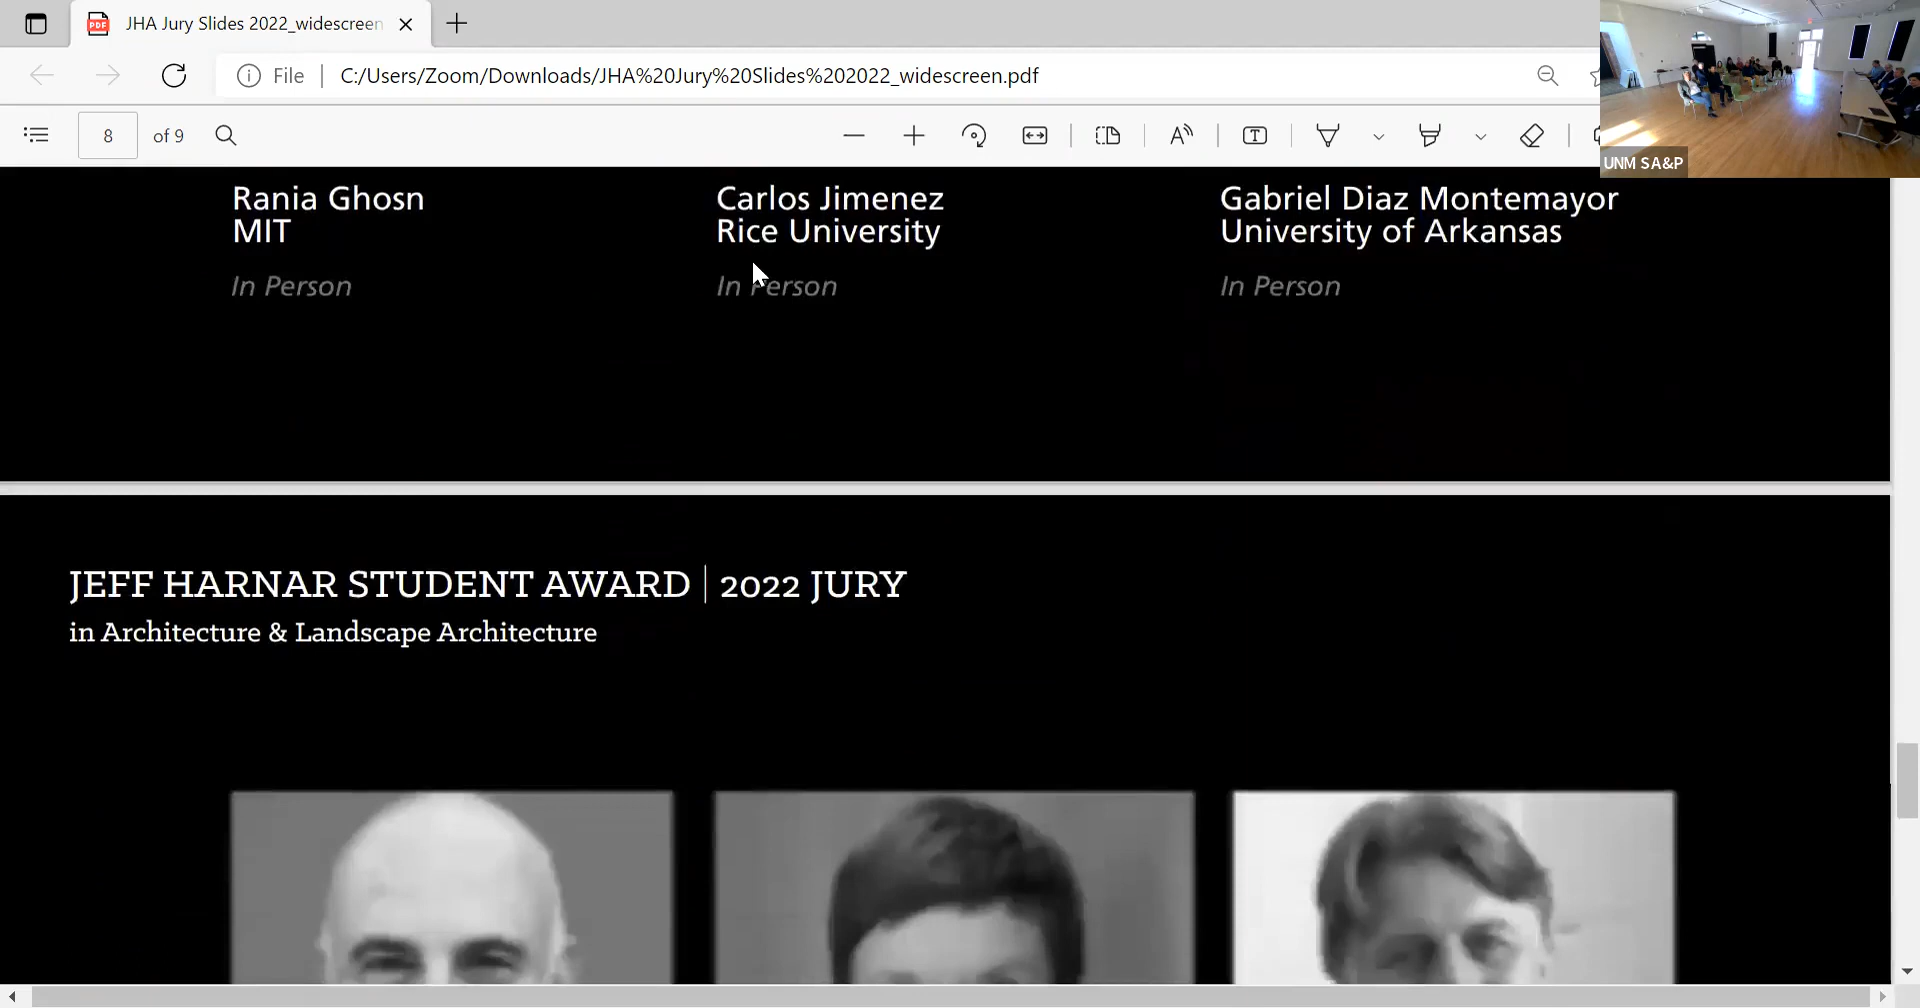 JHA Jury Slides 2022_widescreen
File
C:/Users/Zoom/Downloads/JHA%20Jury%20Slides%202022_widescreen.pdf
8 of 9
UNM SA&P
Rania Ghosn
MIT
In Person
Carlos Jimenez
Rice University
In Person
Gabriel Diaz Montemayor
University of Arkansas
In Person
JEFF HARNAR STUDENT AWARD | 2022 JURY
in Architecture & Landscape Architecture